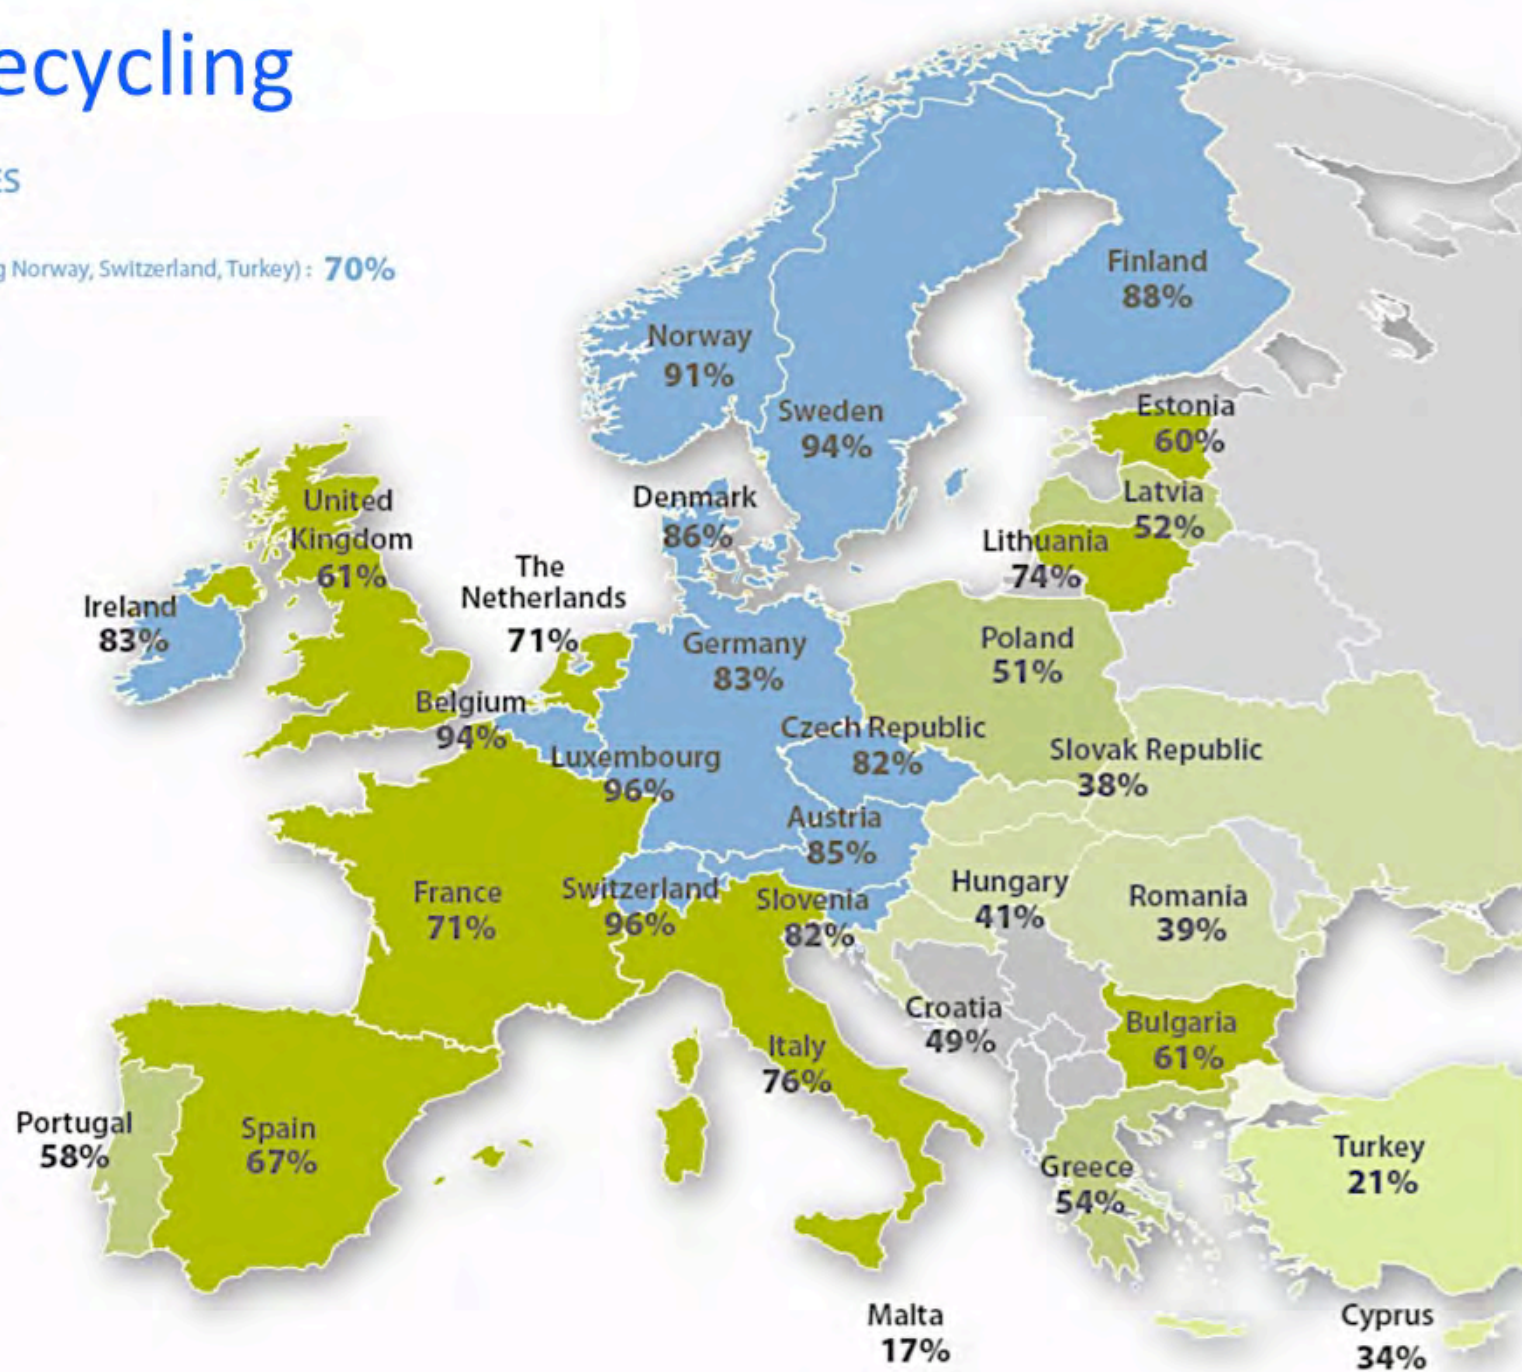 ecycling
ES
g Norway, Switzerland, Turkey) : 70%
Finland
88%
Norway
91%
Sweden
94%
Estonia
60%
Latvia
52%
Lithuania
74%
Denmark
86%
United
Kingdom
61%
The
Netherlands
71%
Ireland
83%
Germany
83%
Poland
51%
Belgium
94%
Czech Republic
82%
Slovak Republic
38%
Luxembourg
96%
Austria
85%
France
71%
Switzerland
96%
Slovenia
82%
Hungary
41%
Romania
39%
Croatia
49%
Bulgaria
61%
Italy
76%
Portugal
58%
Spain
67%
Greece
54%
Turkey
21%
Malta
17%
Cyprus
34%